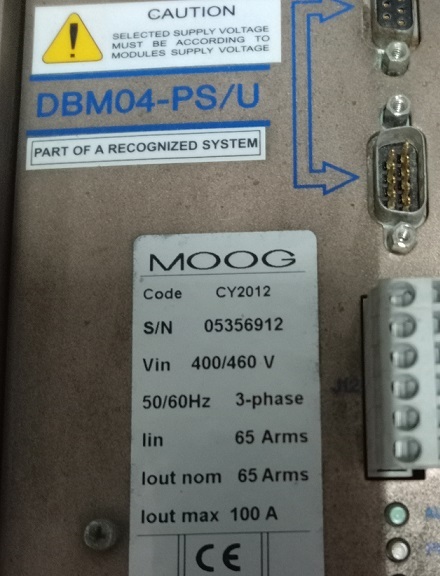 CAUTION
SELECTED SUPPLY VOLTAGE
MUST BE ACCORDING TO
MODULES SUPPLY VOLTAGE
DBM04-PS/U
PART OF A RECOGNIZED SYSTEM
MOOG
Code CY2012
S/N 05356912
Vin 400/460 V
50/60Hz 3-phase
Iin 65 Arms
Iout nom 65 Arms
Iout max 100 A
CE
J12